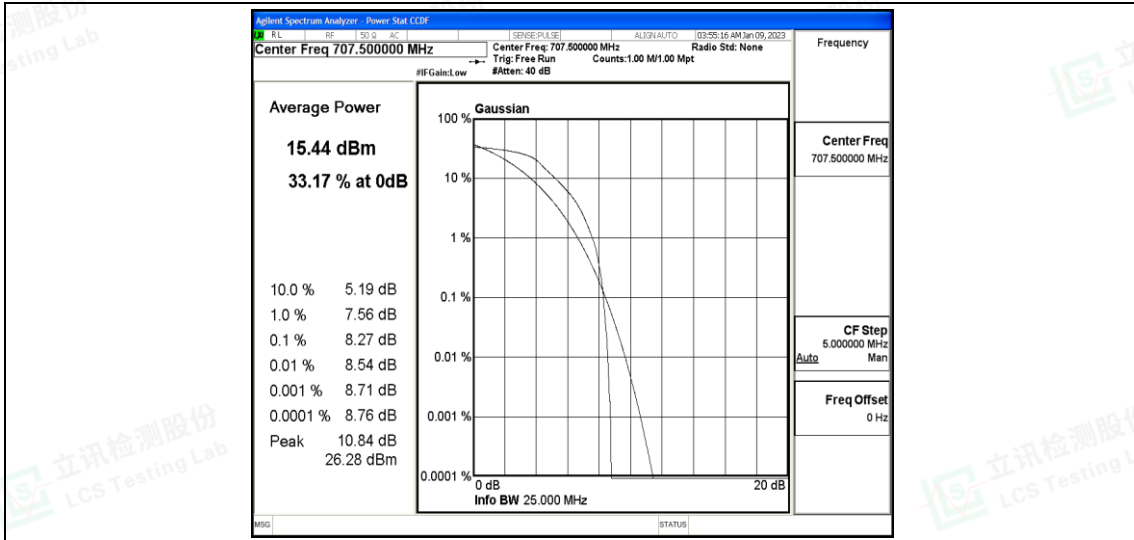 Agilent Spectrum Analyzer - Power Stat CCDF
LXI RL RF 50 Ω AC SENSE:PULSE ALIGN AUTO 03:55:16 AM Jan 09, 2023
Center Freq 707.500000 MHz
Center Freq: 707.500000 MHz Radio Std: None
Trig: Free Run Counts:1.00 M/1.00 Mpt
#IFGain:Low #Atten: 40 dB
Frequency
Average Power
15.44 dBm
33.17 % at 0dB
10.0 % 5.19 dB
1.0 % 7.56 dB
0.1 % 8.27 dB
0.01 % 8.54 dB
0.001 % 8.71 dB
0.0001 % 8.76 dB
Peak 10.84 dB
26.28 dBm
Gaussian
100 %
10 %
1 %
0.1 %
0.01 %
0.001 %
0.0001 %
0 dB 20 dB
Info BW 25.000 MHz
Center Freq
707.500000 MHz
CF Step
5.000000 MHz
Auto Man
Freq Offset
0 Hz
MSG STATUS
立讯检测股份
LCS Testing Lab
立讯检测股份
LCS Testing L